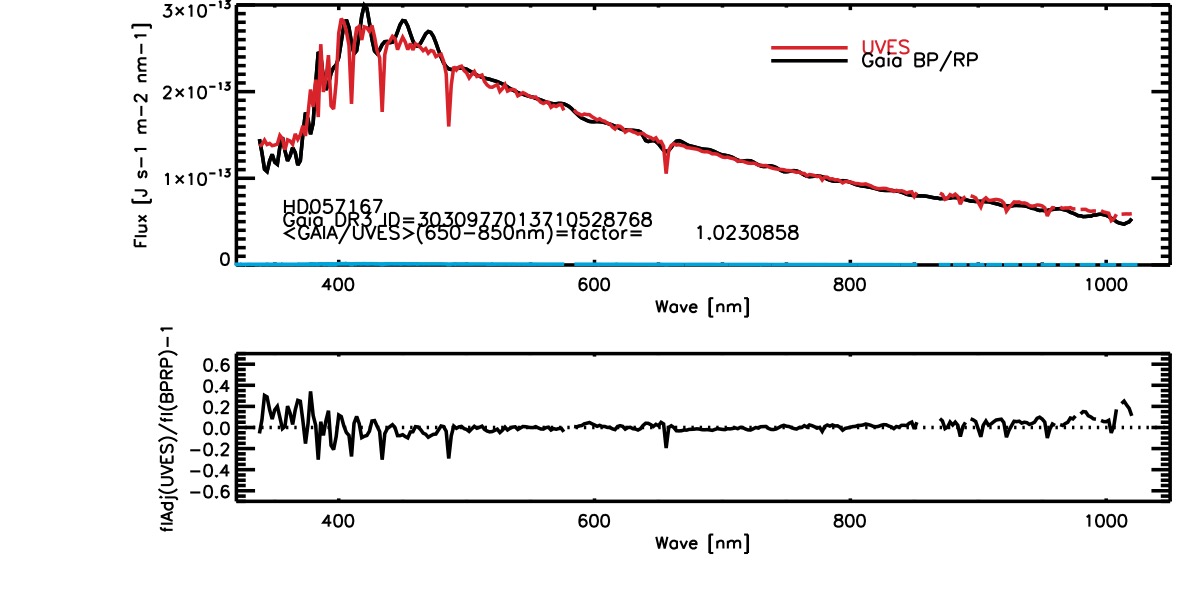 3×10−13
2×10−13
1×10−13
0
Flux [J s−1 m−2 nm−1]
UVES
Gaia BP/RP
HD057167
Gaia DR3 ID=3030977013710528768
<GAIA/UVES>(650−850nm)=factor= 1.0230858
400 600 800 1000
Wave [nm]
flAdj(UVES)/fl(BPRP)−1
0.6
0.4
0.2
0.0
−0.2
−0.4
−0.6
400 600 800 1000
Wave [nm]